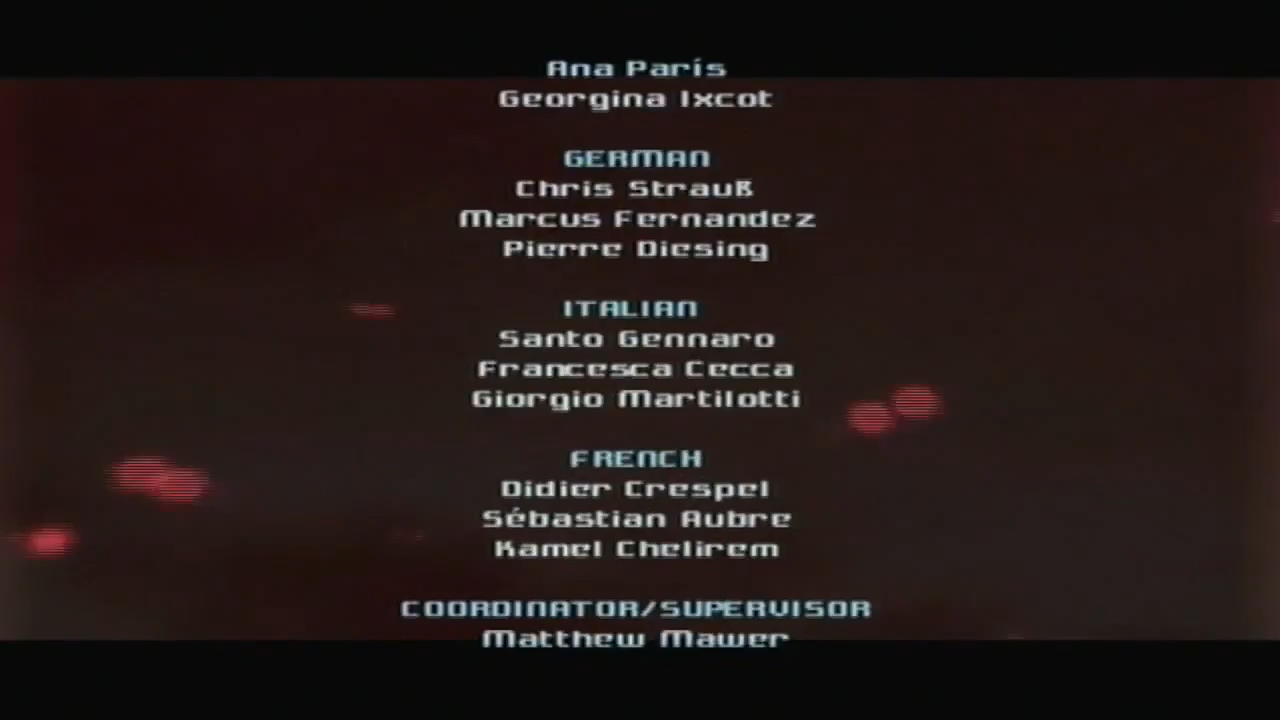 Ana París
Georgina Ixcot
GERMAN
Chris Strauß
Marcus Fernandez
Pierre Diesing
ITALIAN
Santo Gennaro
Francesca Cecca
Giorgio Martilotti
FRENCH
Didier Crespel
Sébastian Aubre
Kamel Chelirem
COORDINATOR/SUPERVISOR
Matthew Mawer